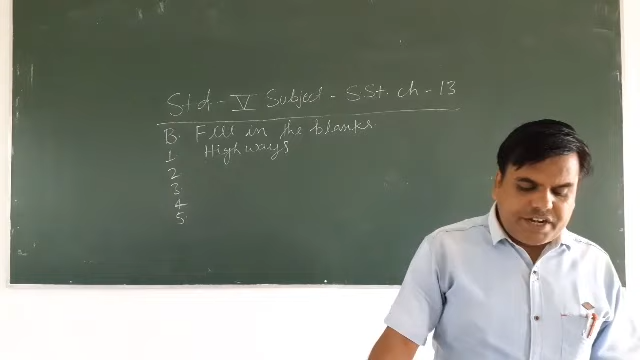 Std - V Subject - S.St. ch - 13
B. Fill in the blanks.
1 Highways
2
3
4
5